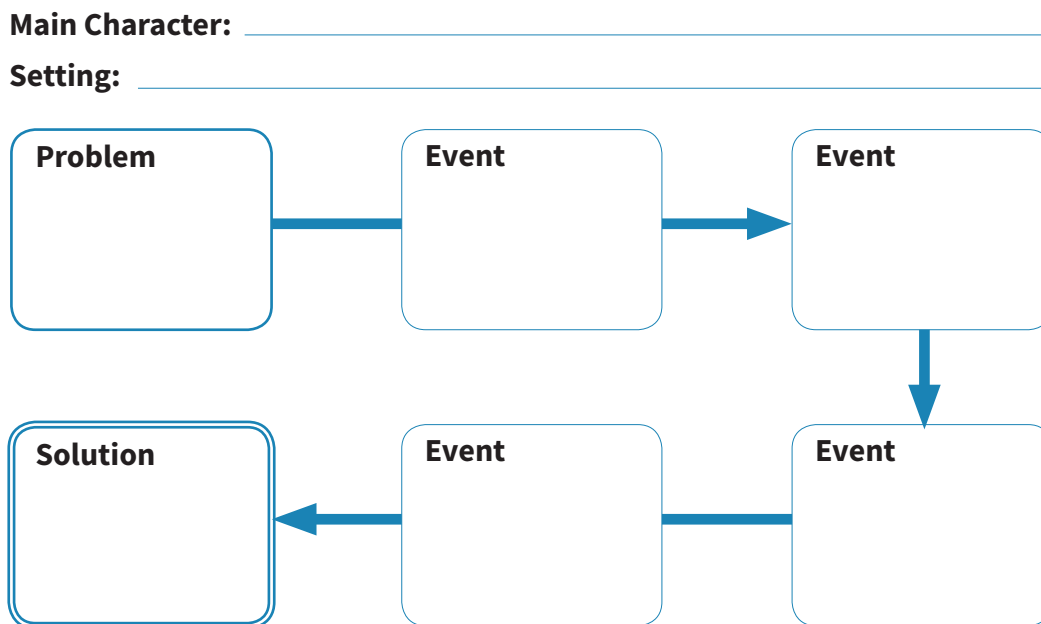 Main Character:
Setting:
Problem
Event
Event
Solution
Event
Event